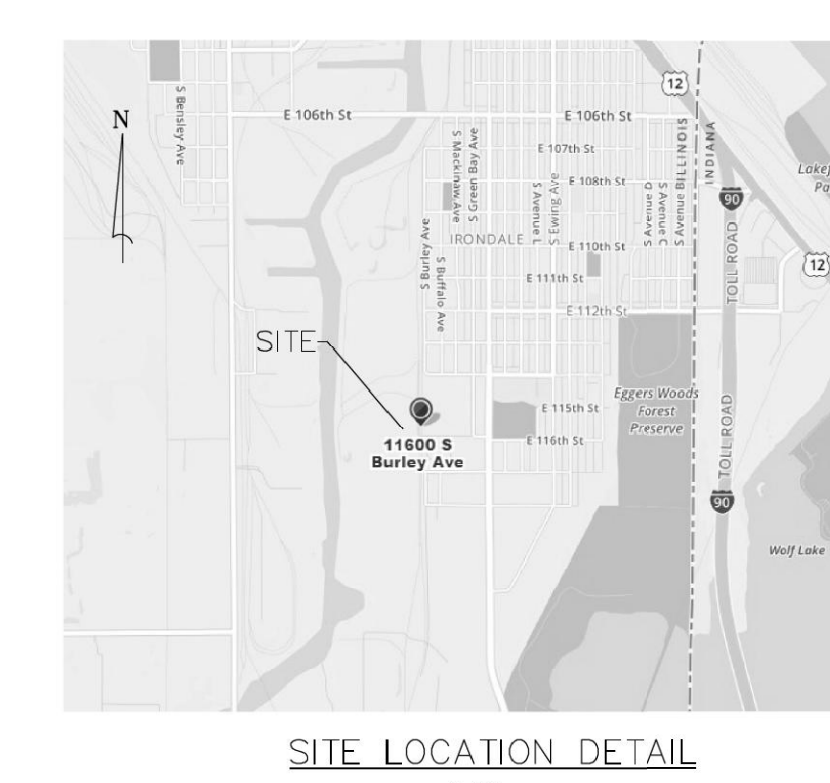 12
E 106th St
E 106th St
S Bensley Ave
N
S Mackinaw Ave
S Green Bay Ave
E 107th St
S Avenue B
ILLINOIS
INDIANA
E 108th St
S Avenue L
S Ewing Ave
S Avenue D
S Avenue C
90
TOLL ROAD
S Burley Ave
IRONDALE
E 110th St
S Buffalo Ave
12
E 111th St
E 112th St
SITE
Eggers Woods
Forest
Preserve
E 115th St
11600 S
Burley Ave
E 116th St
TOLL ROAD
90
Wolf Lake
SITE LOCATION DETAIL